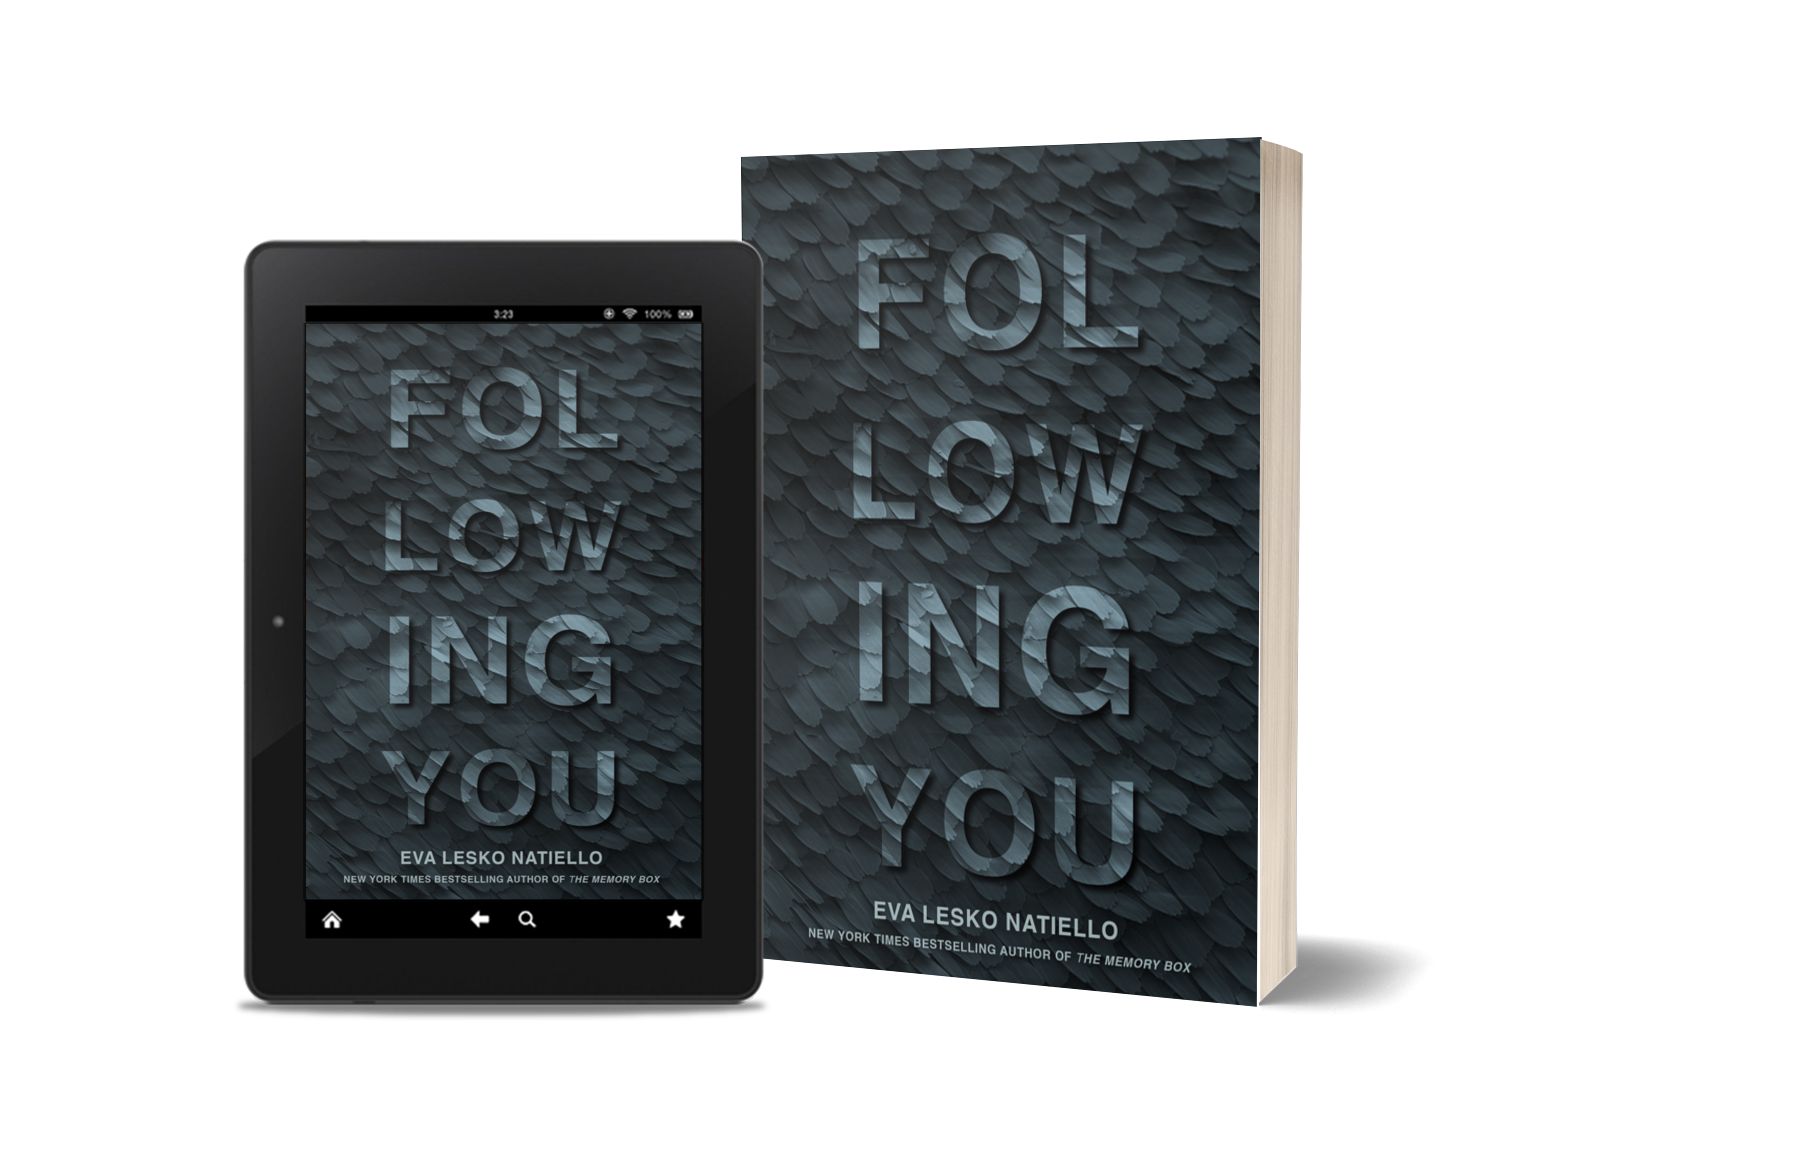 3:23 100%
FOL
LOW
ING
YOU
EVA LESKO NATIELLO
NEW YORK TIMES BESTSELLING AUTHOR OF THE MEMORY BOX
FOL
LOW
ING
YOU
EVA LESKO NATIELLO
NEW YORK TIMES BESTSELLING AUTHOR OF THE MEMORY BOX